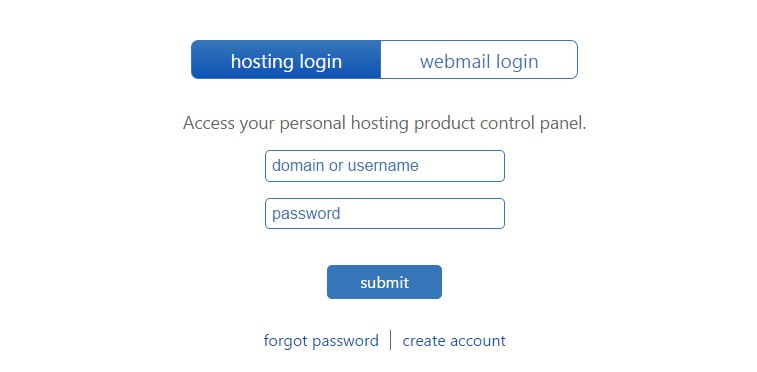 hosting login webmail login
Access your personal hosting product control panel.
domain or username
password
submit
forgot password create account